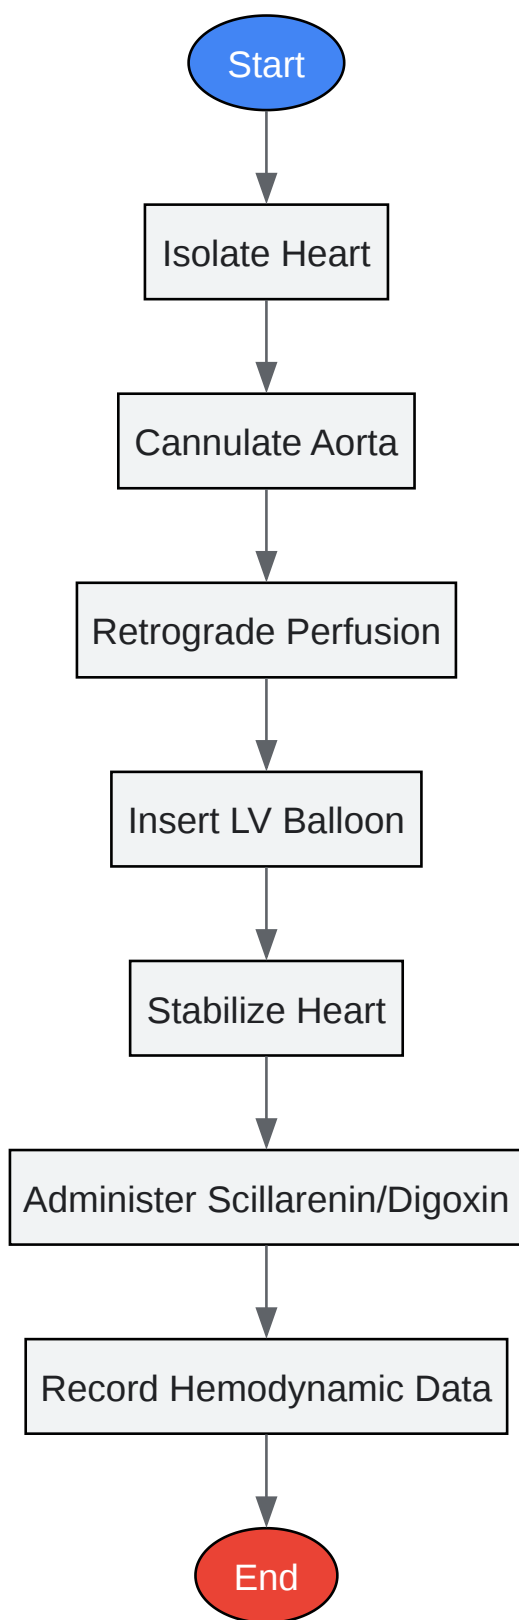 Start
Isolate Heart
Cannulate Aorta
Retrograde Perfusion
Insert LV Balloon
Stabilize Heart
Administer Scillarenin/Digoxin
Record Hemodynamic Data
End